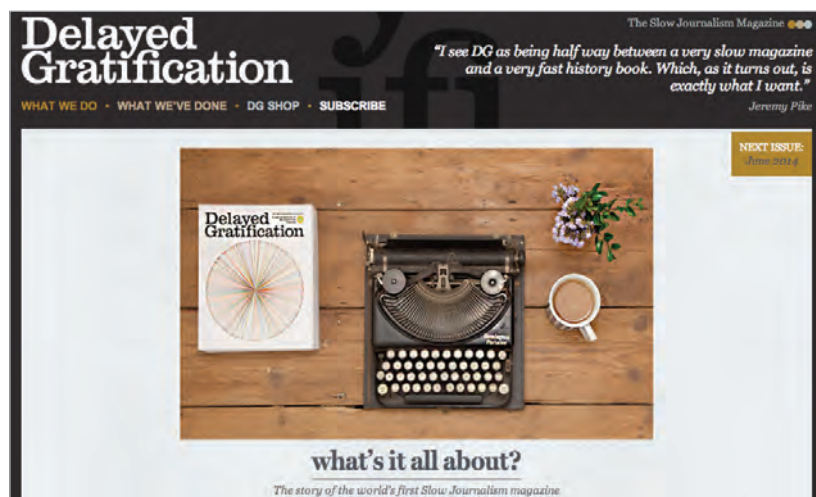 Delayed
Gratification
The Slow Journalism Magazine
"I see DG as being half way between a very slow magazine
and a very fast history book. Which, as it turns out, is
exactly what I want."
Jeremy Pike
WHAT WE DO • WHAT WE'VE DONE • DG SHOP • SUBSCRIBE
NEXT ISSUE:
June 2014
Delayed
Gratification
Remington
Portable
what's it all about?
The story of the world's first Slow Journalism magazine